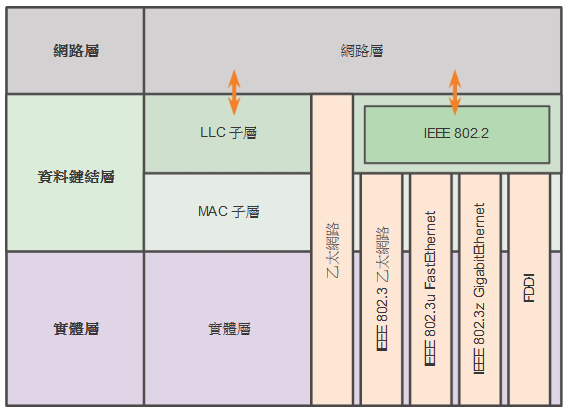 網路層
網路層
LLC 子層
IEEE 802.2
資料鏈結層
MAC 子層
乙太網路
IEEE 802.3 乙太網路
IEEE 802.3u FastEthernet
IEEE 802.3z GigabitEthernet
FDDI
實體層
實體層